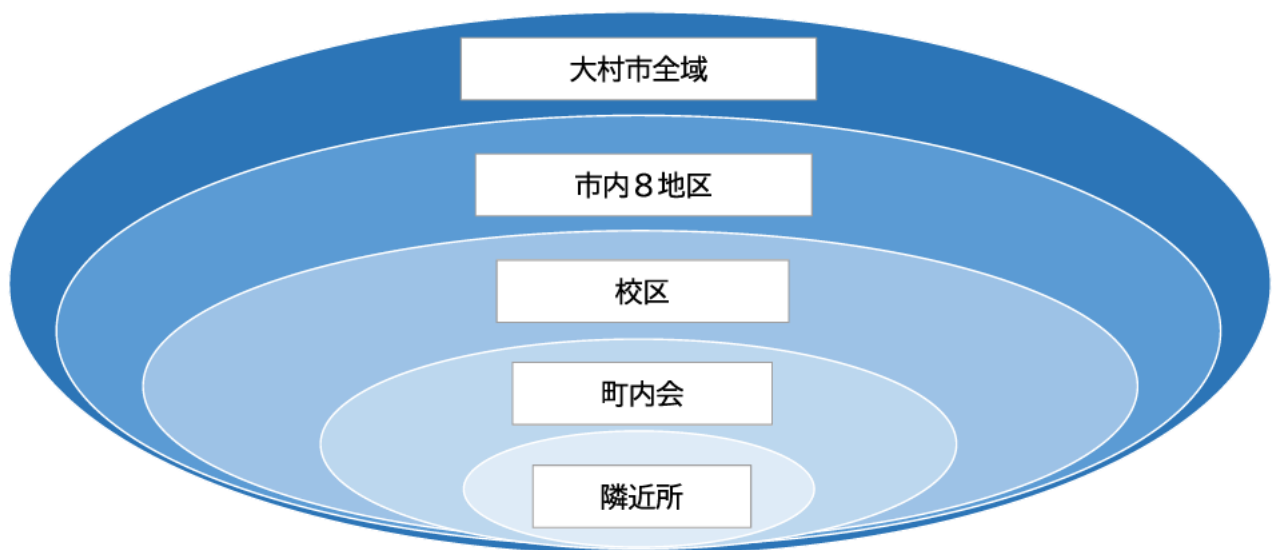 大村市全域
市内８地区
校区
町内会
隣近所